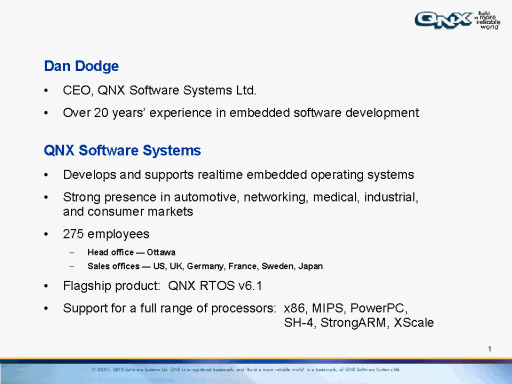 QNX Build a more reliable world
Dan Dodge
• CEO, QNX Software Systems Ltd.
• Over 20 years’ experience in embedded software development
QNX Software Systems
• Develops and supports realtime embedded operating systems
• Strong presence in automotive, networking, medical, industrial,
and consumer markets
• 275 employees
– Head office — Ottawa
– Sales offices — US, UK, Germany, France, Sweden, Japan
• Flagship product: QNX RTOS v6.1
• Support for a full range of processors: x86, MIPS, PowerPC,
SH-4, StrongARM, XScale
1
© 2001, QNX Software Systems Ltd. QNX is a registered trademark, and 'Build a more reliable world' is a trademark, of QNX Software Systems Ltd.